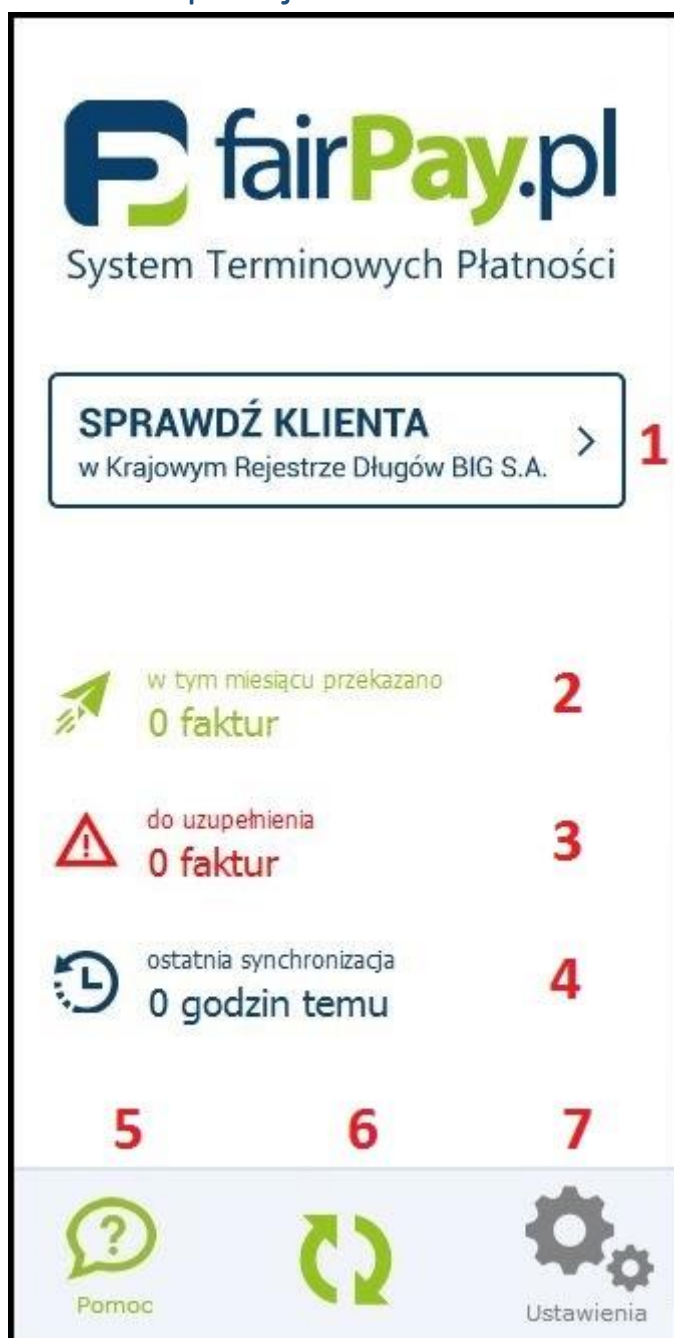 fairPay.pl
System Terminowych Płatności
SPRAWDŹ KLIENTA
w Krajowym Rejestrze Długów BIG S.A.
1
w tym miesiącu przekazano
0 faktur
2
do uzupełnienia
0 faktur
3
ostatnia synchronizacja
0 godzin temu
4
5 6 7
Pomoc
Ustawienia